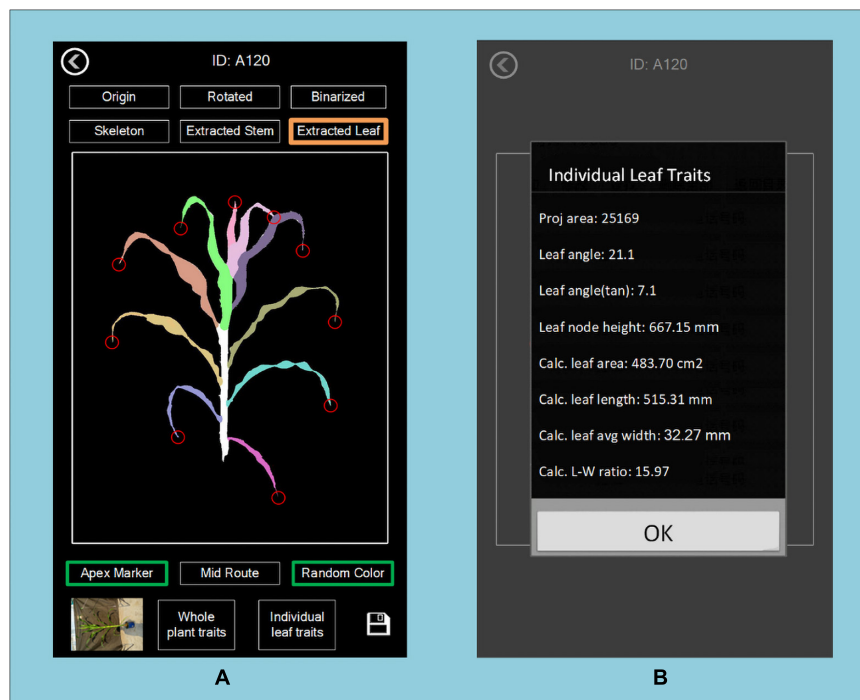 ID: A120
Origin
Rotated
Binarized
Skeleton
Extracted Stem
Extracted Leaf
Apex Marker
Mid Route
Random Color
Whole
plant traits
Individual
leaf traits
A
ID: A120
Individual Leaf Traits
Proj area: 25169
Leaf angle: 21.1
Leaf angle(tan): 7.1
Leaf node height: 667.15 mm
Calc. leaf area: 483.70 cm2
Calc. leaf length: 515.31 mm
Calc. leaf avg width: 32.27 mm
Calc. L-W ratio: 15.97
OK
B